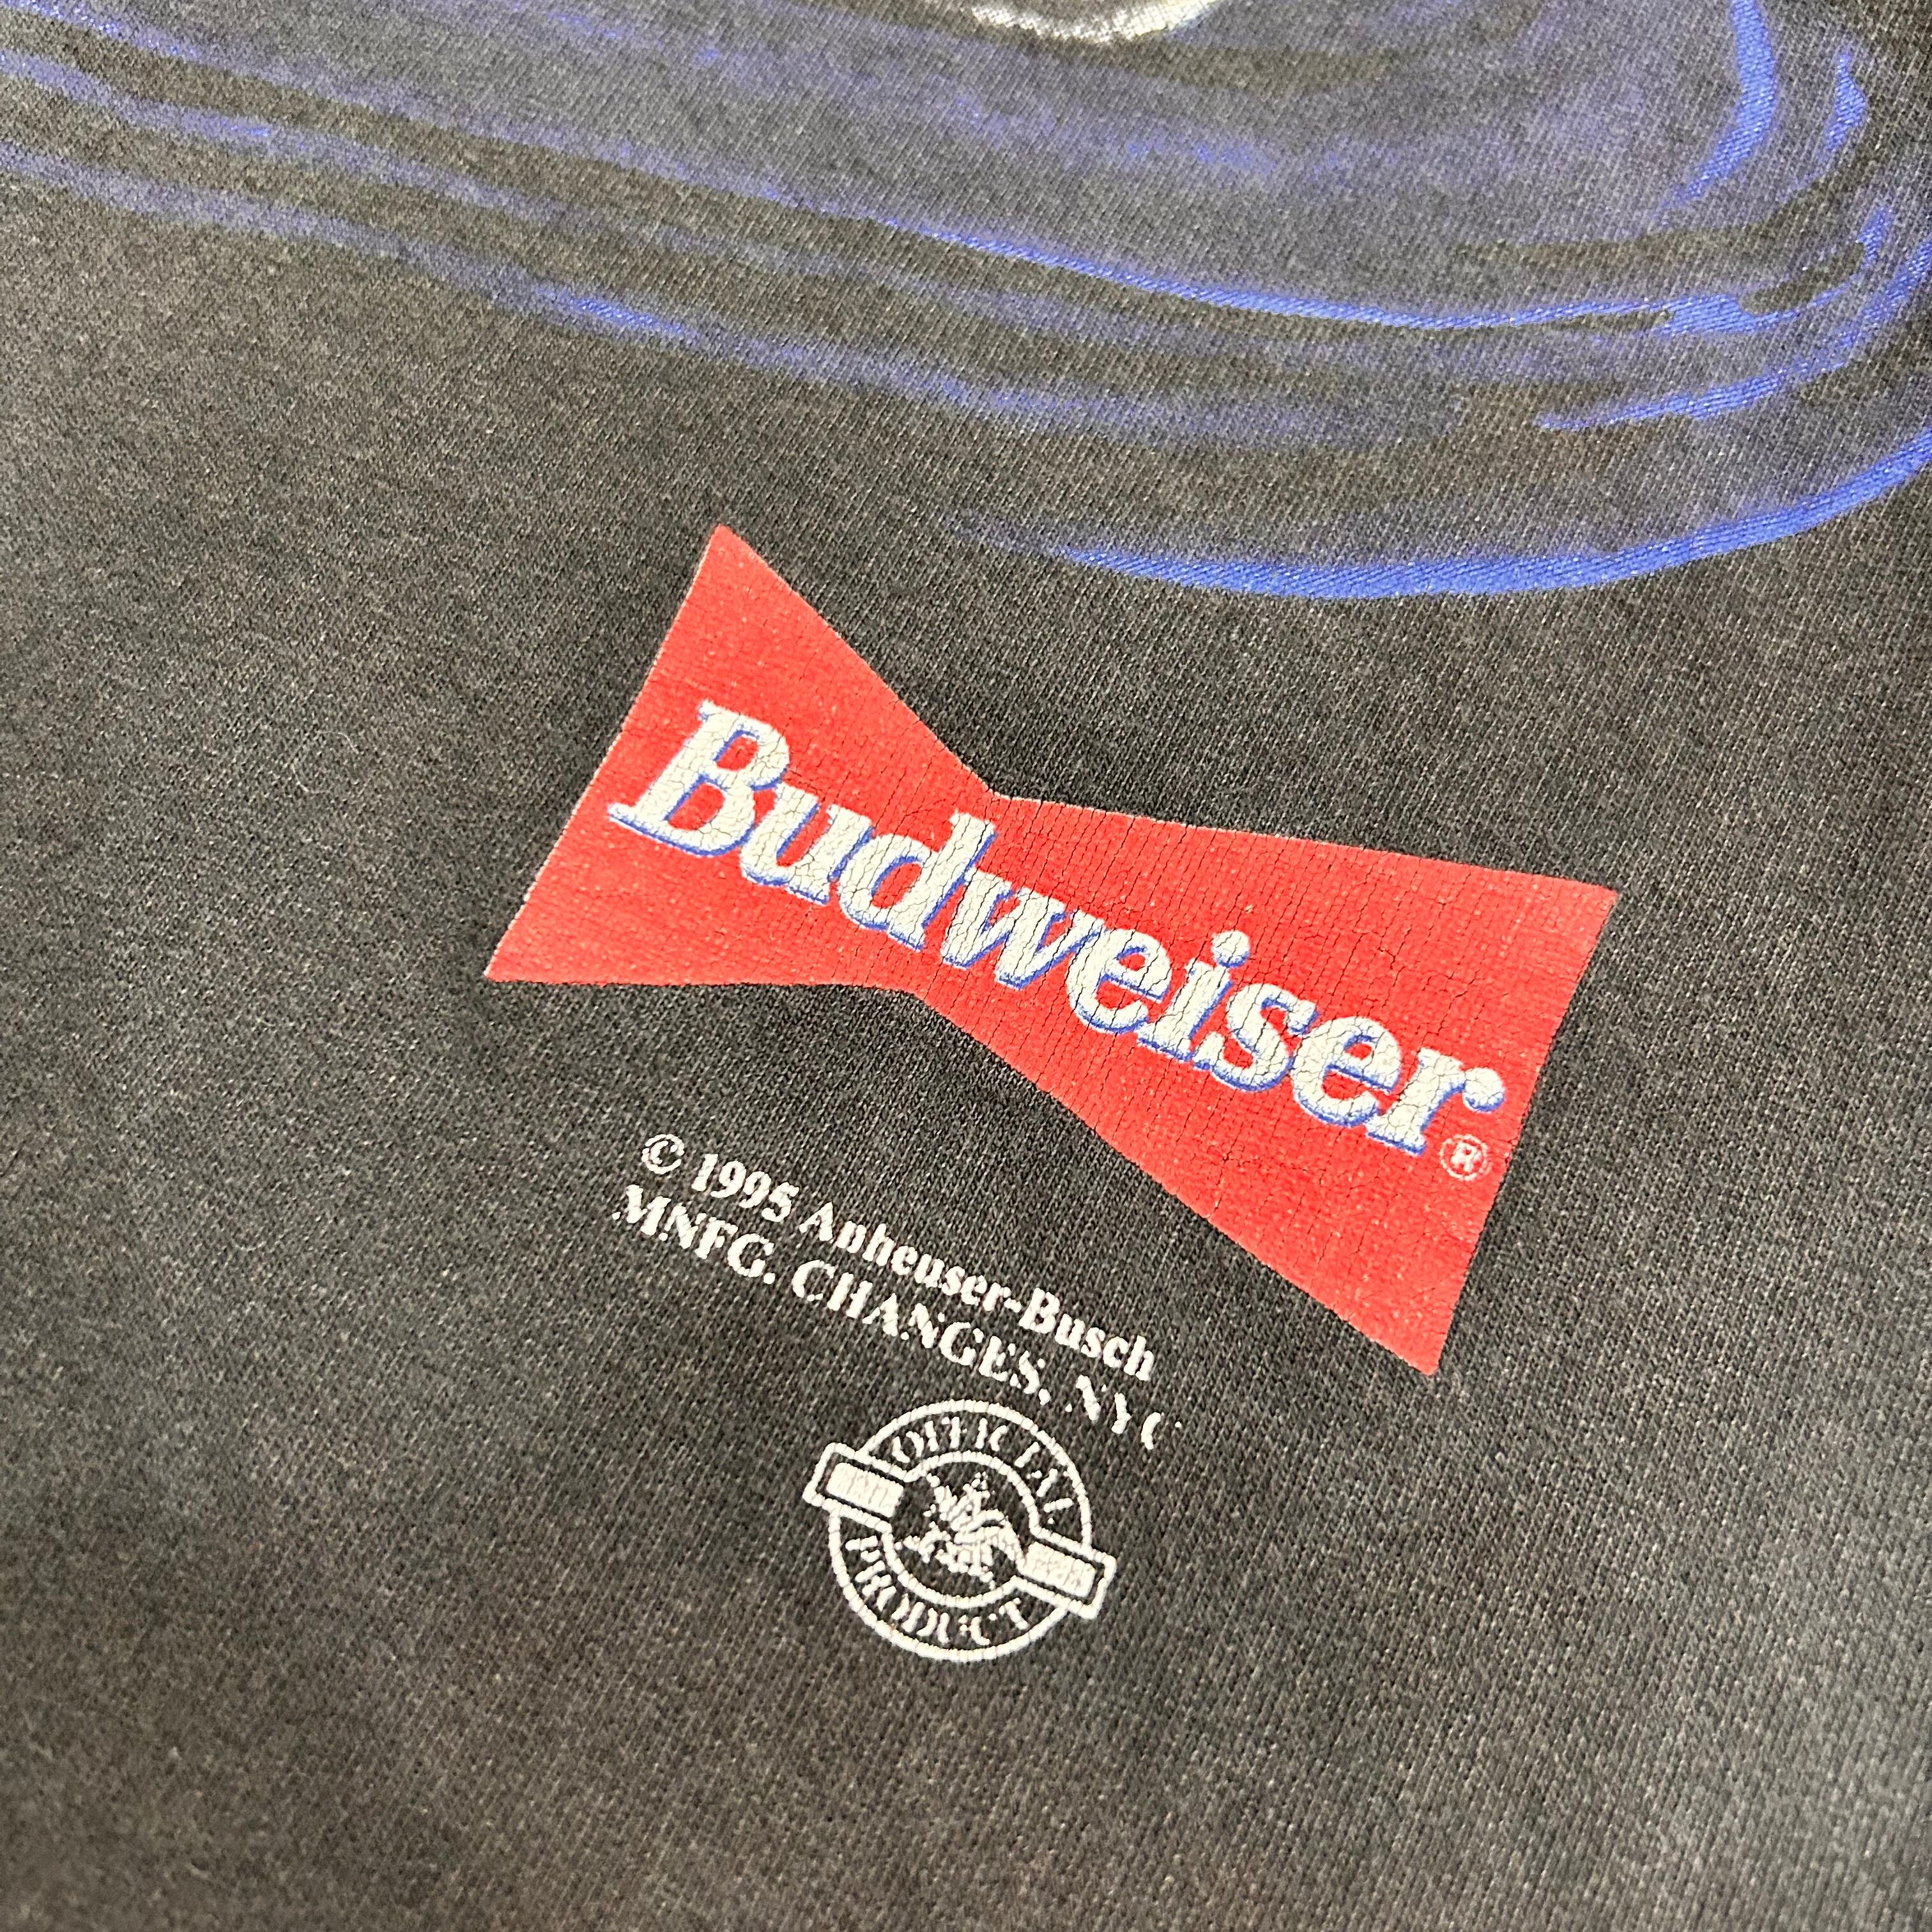 Budweiser®
© 1995 Anheuser-Busch
MNFG. CHANGES, NYC
OFFICIAL
PRODUCT